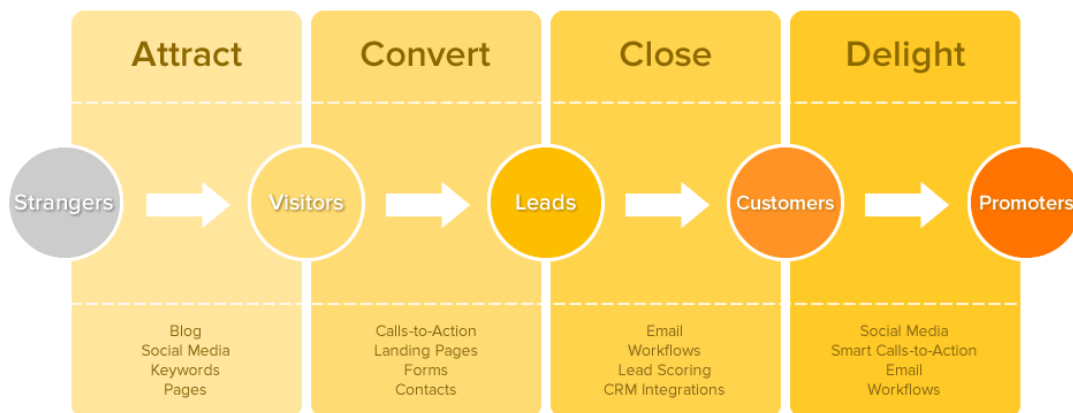 Attract
Convert
Close
Delight
Strangers
Visitors
Leads
Customers
Promoters
Blog
Social Media
Keywords
Pages
Calls-to-Action
Landing Pages
Forms
Contacts
Email
Workflows
Lead Scoring
CRM Integrations
Social Media
Smart Calls-to-Action
Email
Workflows